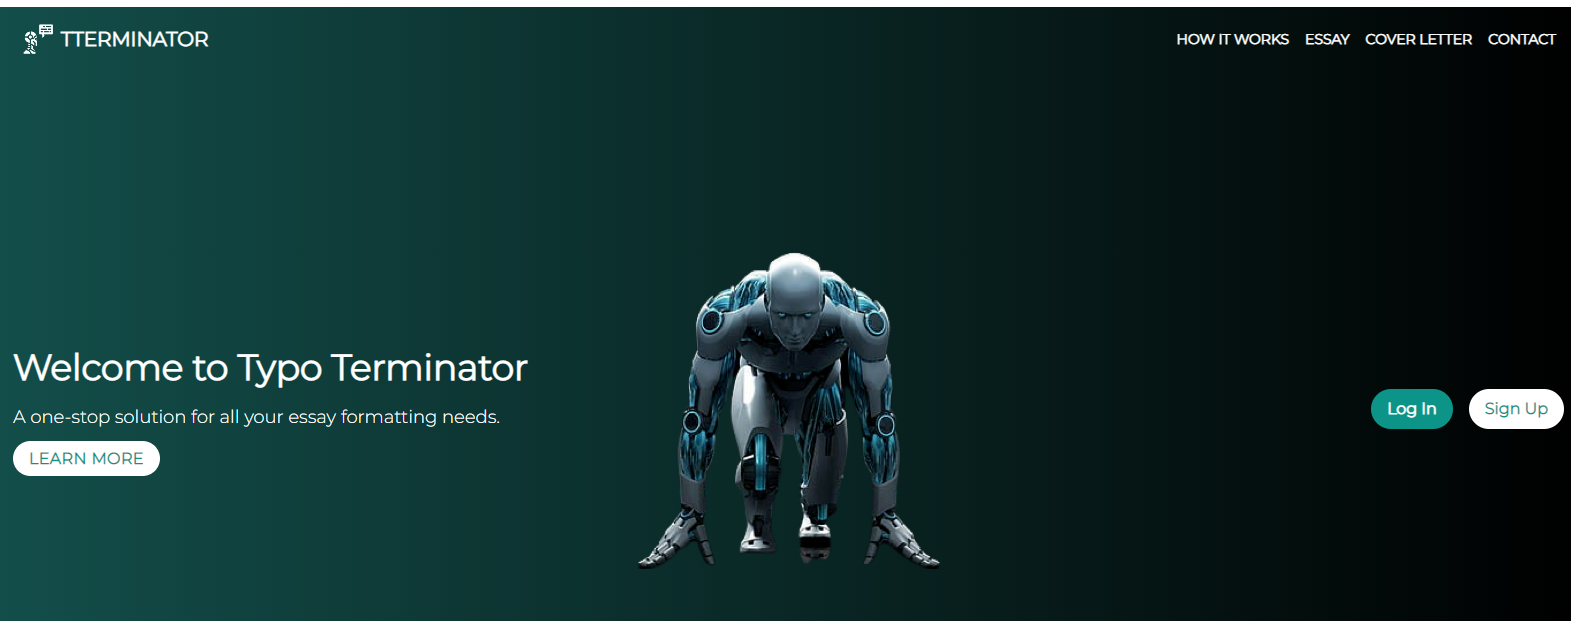 TTERMINATOR
HOW IT WORKS ESSAY COVER LETTER CONTACT
Welcome to Typo Terminator
A one-stop solution for all your essay formatting needs.
LEARN MORE
Log In
Sign Up